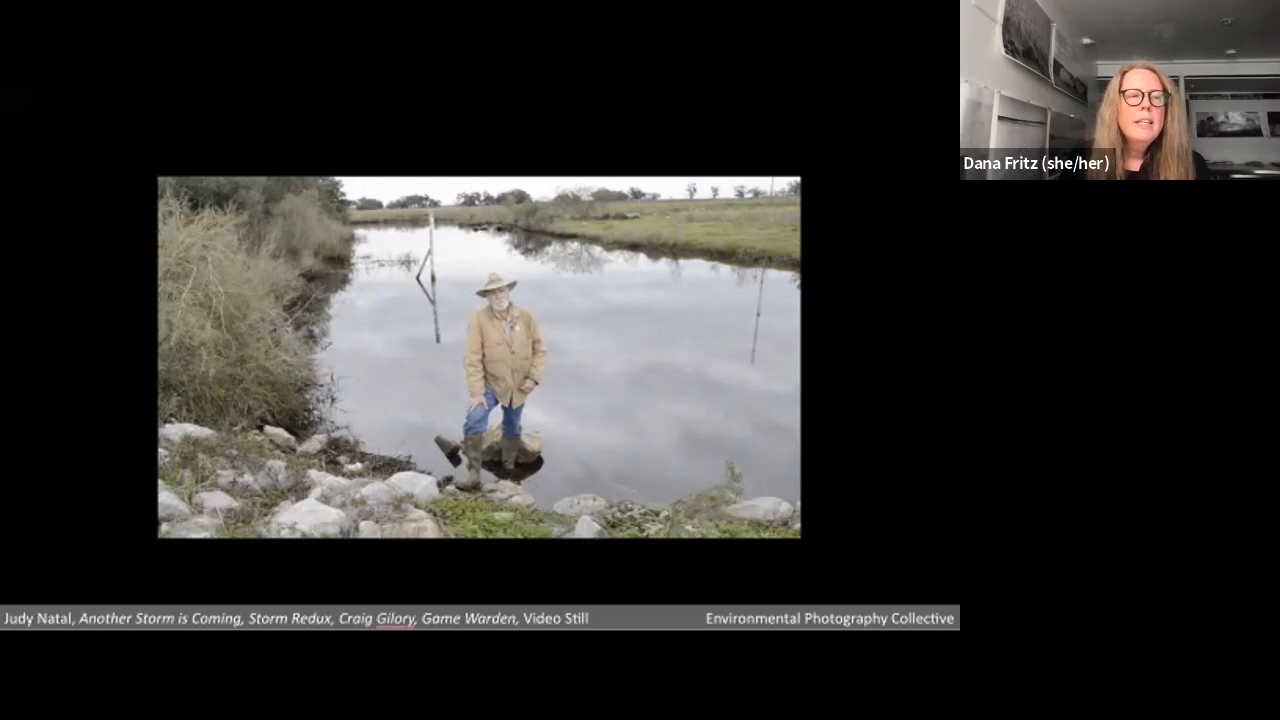 Dana Fritz (she/her)
Judy Natal, Another Storm is Coming, Storm Redux, Craig Gilory, Game Warden, Video Still
Environmental Photography Collective